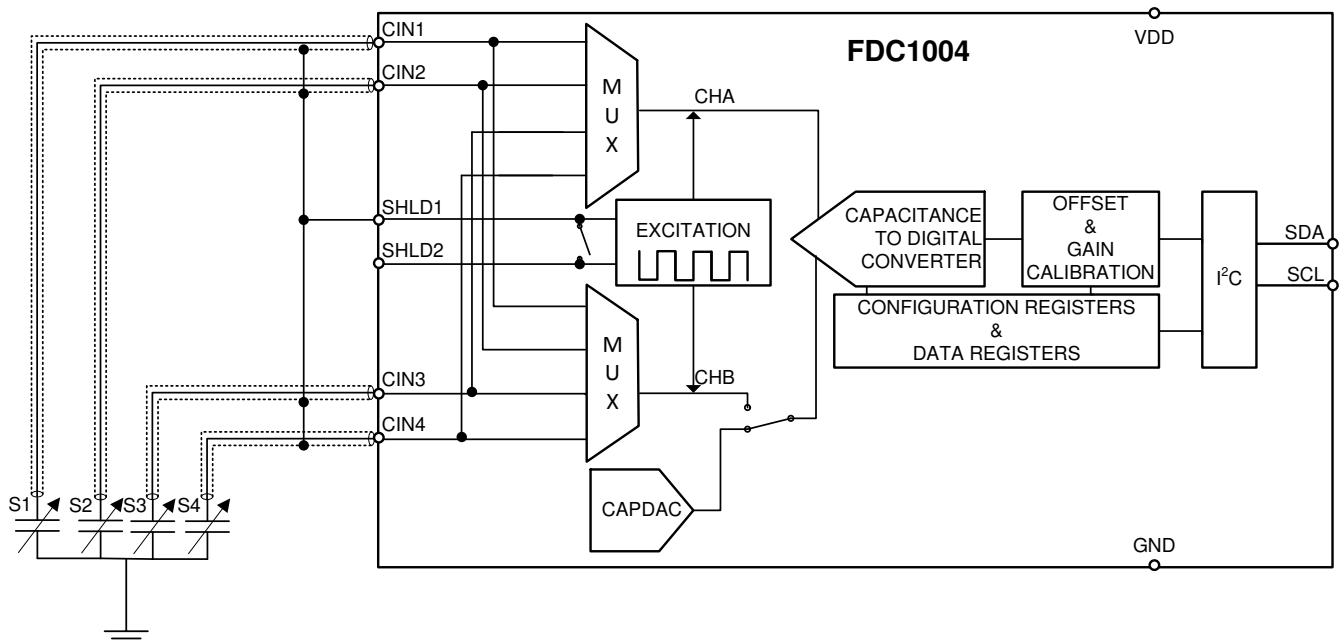 CIN1
FDC1004
VDD
CIN2
M
U
X
CHA
SHLD1
EXCITATION
SHLD2
CAPACITANCE
TO DIGITAL
CONVERTER
OFFSET
&
GAIN
CALIBRATION
I²C
SDA
SCL
CONFIGURATION REGISTERS
&
DATA REGISTERS
M
U
X
CHB
CIN3
CIN4
S1
S2
S3
S4
CAPDAC
GND